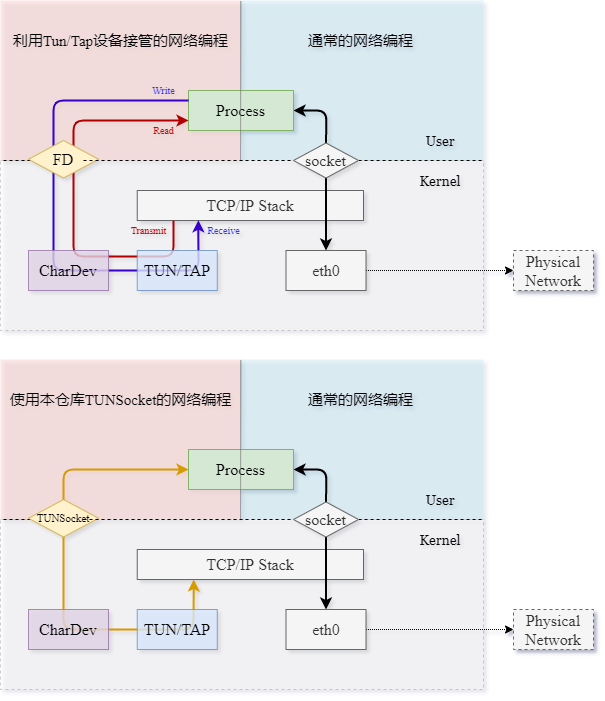 利用Tun/Tap设备接管的网络编程
通常的网络编程
Write
Process
Read
User
FD
socket
Kernel
TCP/IP Stack
Transmit
Receive
CharDev
TUN/TAP
eth0
Physical
Network
使用本仓库TUNSocket的网络编程
通常的网络编程
Process
User
TUNSocket
socket
Kernel
TCP/IP Stack
CharDev
TUN/TAP
eth0
Physical
Network